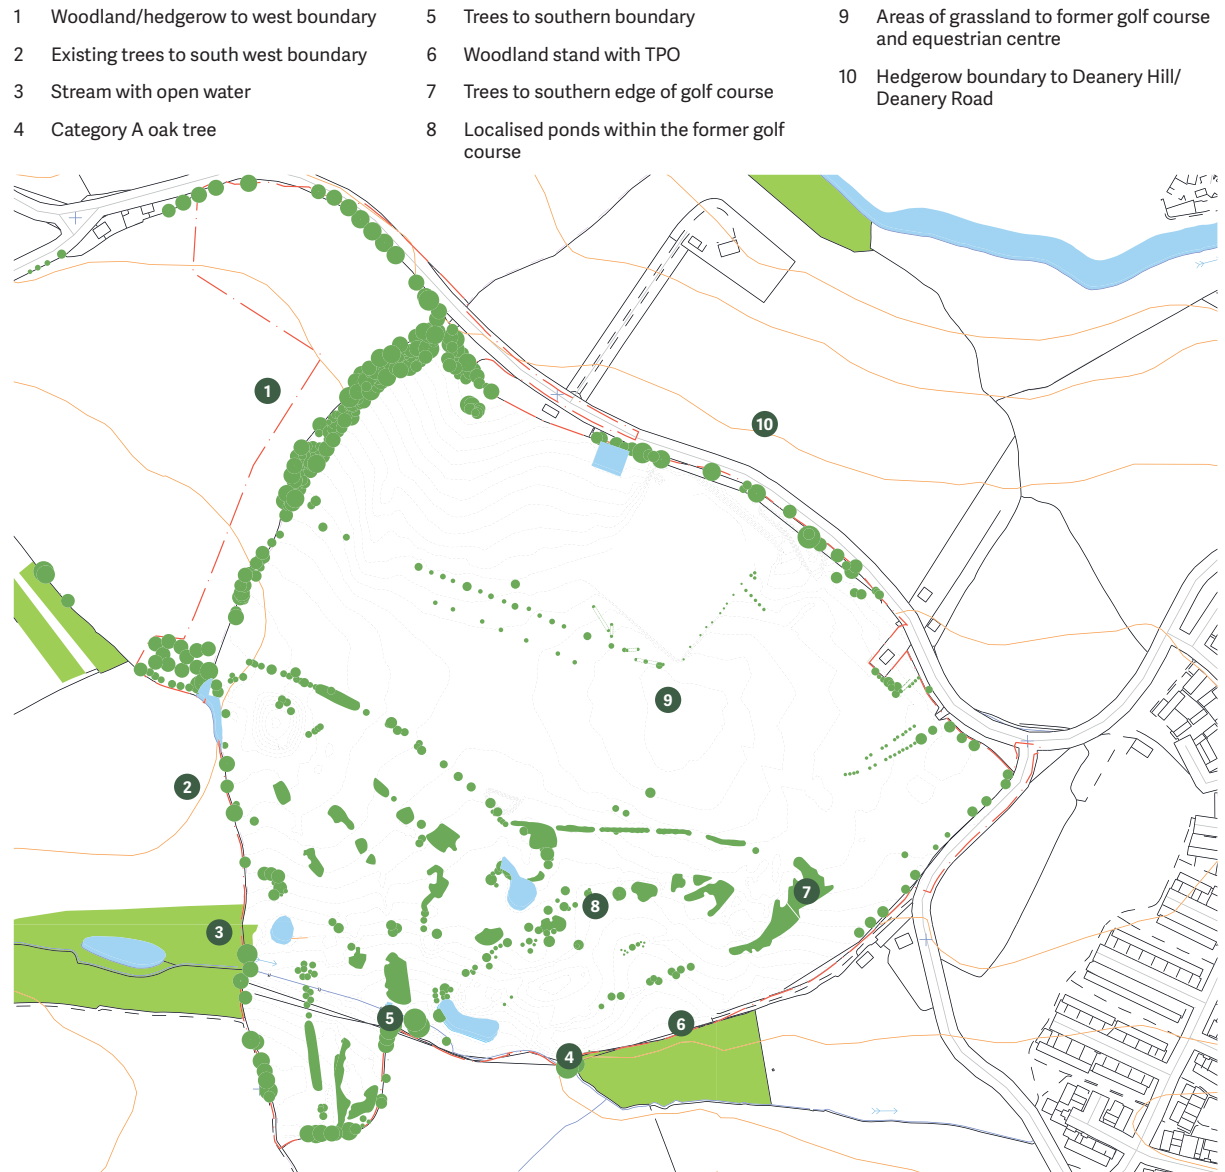 1 Woodland/hedgerow to west boundary
2 Existing trees to south west boundary
3 Stream with open water
4 Category A oak tree
5 Trees to southern boundary
6 Woodland stand with TPO
7 Trees to southern edge of golf course
8 Localised ponds within the former golf
course
9 Areas of grassland to former golf course
and equestrian centre
10 Hedgerow boundary to Deanery Hill/
Deanery Road
1
10
9
2
7
8
3
5
6
4